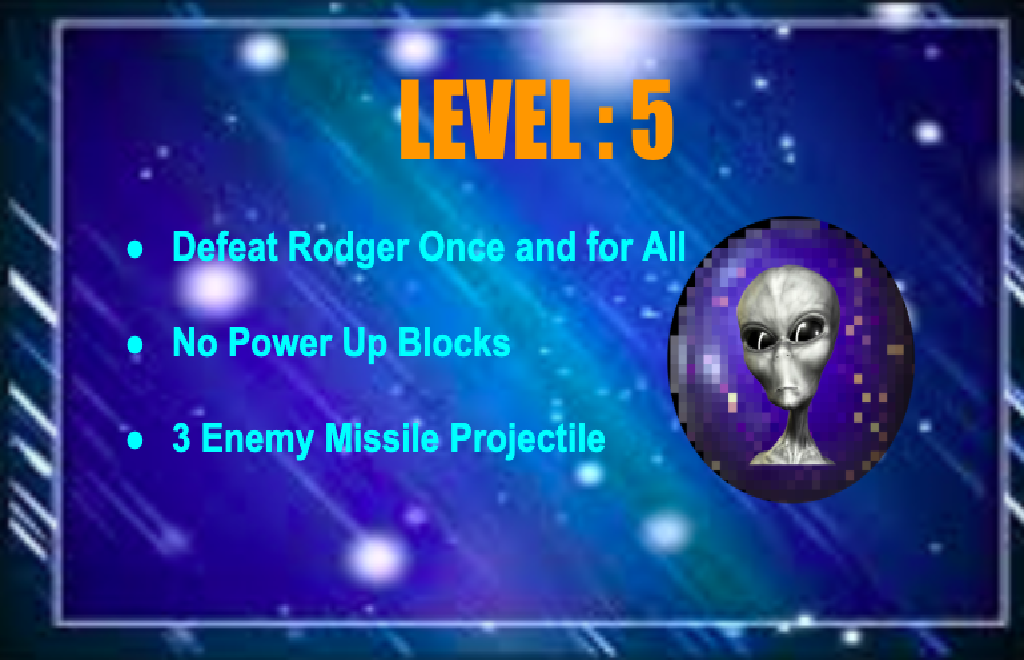 LEVEL : 5
• Defeat Rodger Once and for All
• No Power Up Blocks
• 3 Enemy Missile Projectile